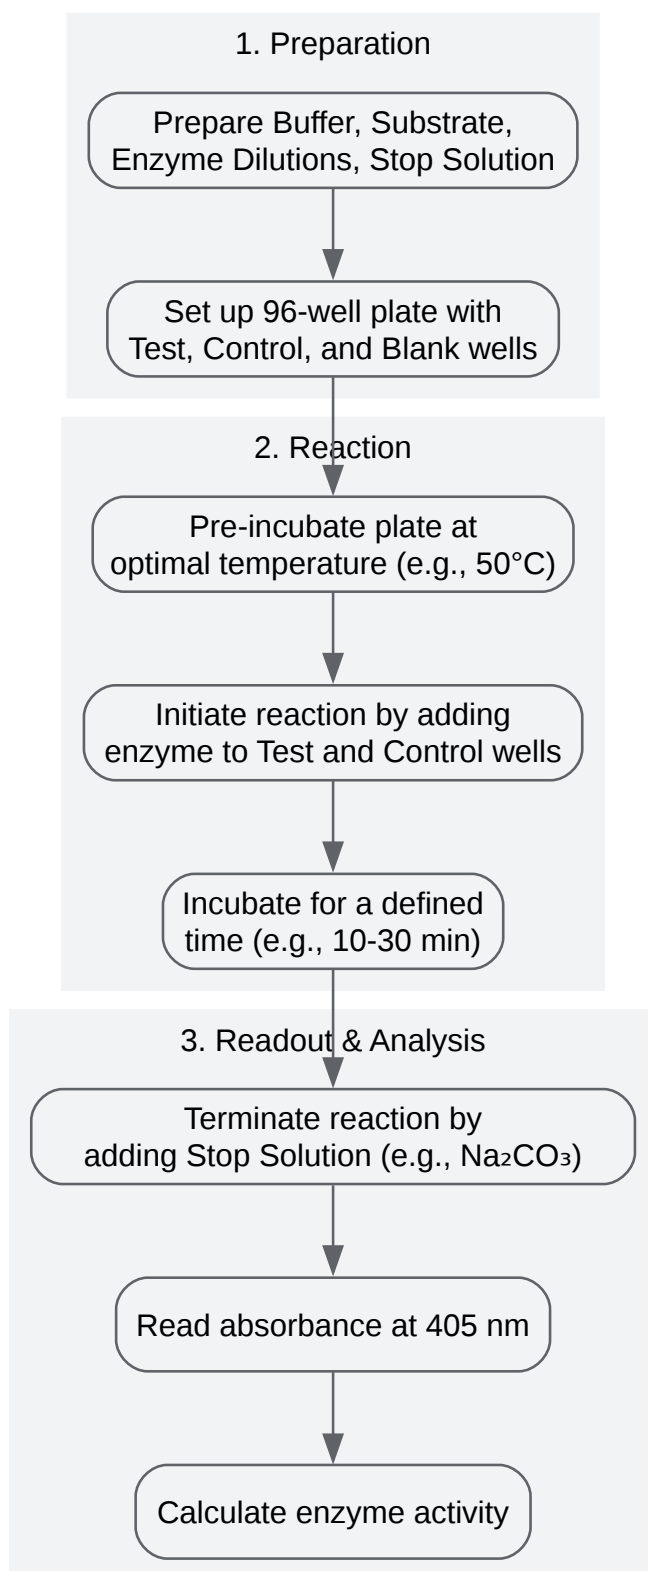 1. Preparation
Prepare Buffer, Substrate,
Enzyme Dilutions, Stop Solution
Set up 96-well plate with
Test, Control, and Blank wells
2. Reaction
Pre-incubate plate at
optimal temperature (e.g., 50°C)
Initiate reaction by adding
enzyme to Test and Control wells
Incubate for a defined
time (e.g., 10-30 min)
3. Readout & Analysis
Terminate reaction by
adding Stop Solution (e.g., Na₂CO₃)
Read absorbance at 405 nm
Calculate enzyme activity